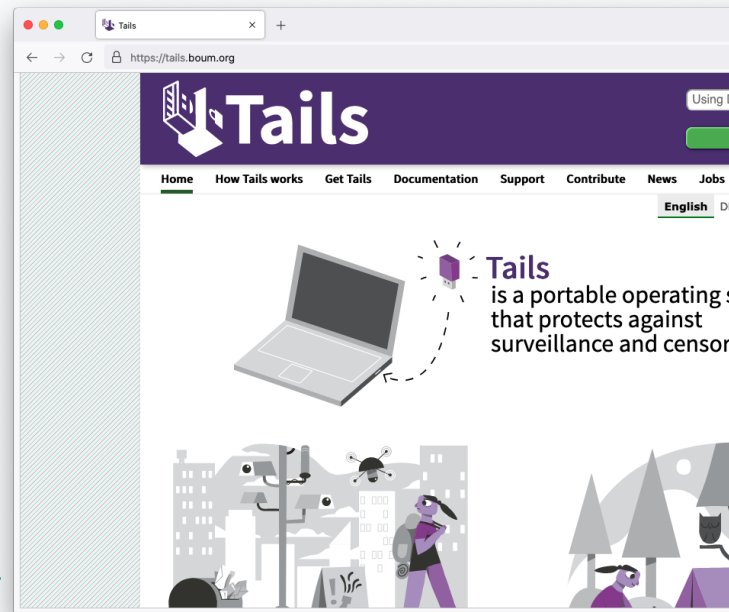 Tails
https://tails.boum.org
Tails
Using
Home How Tails works Get Tails Documentation Support Contribute News Jobs
English
Tails
is a portable operating
that protects against
surveillance and